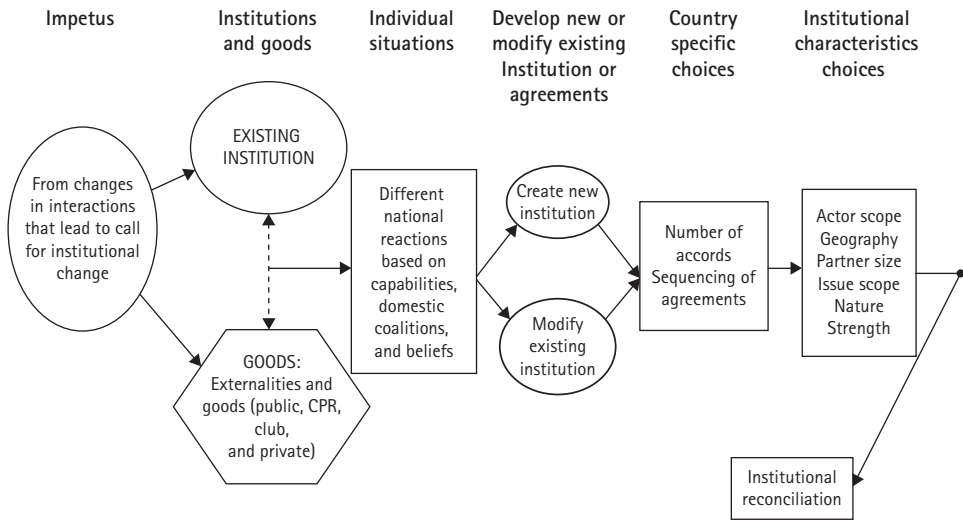 Impetus
Institutions
and goods
Individual
situations
Develop new or
modify existing
Institution or
agreements
Country
specific
choices
Institutional
characteristics
choices
From changes
in interactions
that lead to call
for institutional
change
EXISTING
INSTITUTION
GOODS:
Externalities and
goods (public, CPR,
club,
and private)
Different
national
reactions
based on
capabilities,
domestic
coalitions,
and beliefs
Create new
institution
Modify
existing
institution
Number of
accords
Sequencing of
agreements
Actor scope
Geography
Partner size
Issue scope
Nature
Strength
Institutional
reconciliation